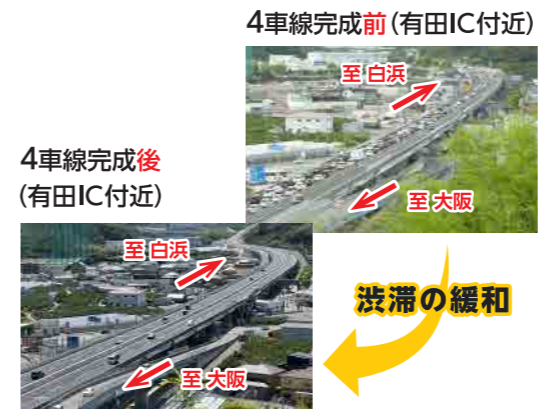 4車線完成前(有田IC付近)
至 白浜
至 大阪
4車線完成後
(有田IC付近)
至 白浜
至 大阪
渋滞の緩和